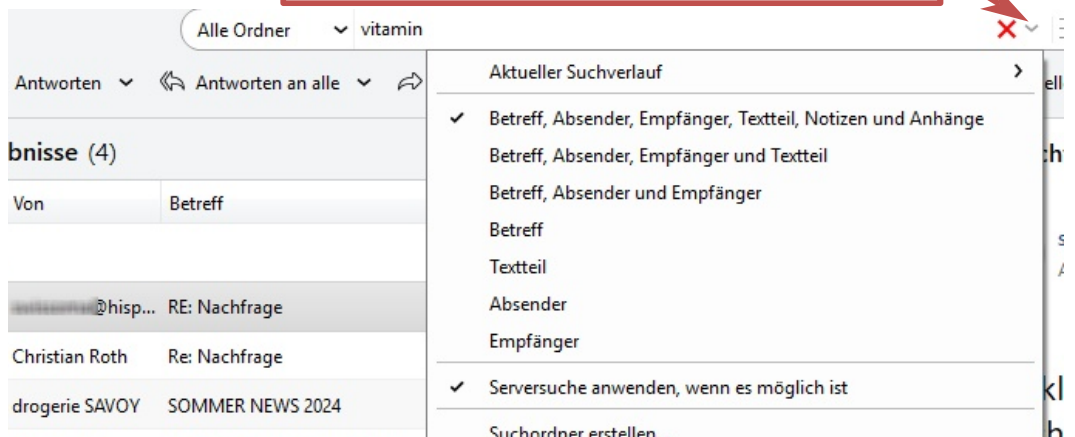 Alle Ordner vitamin
Antworten Antworten an alle
Aktueller Suchverlauf
Betreff, Absender, Empfänger, Textteil, Notizen und Anhänge
bnisse (4)
Betreff, Absender, Empfänger und Textteil
Von Betreff
Betreff, Absender und Empfänger
Betreff
Textteil
@hisp... RE: Nachfrage
Absender
Empfänger
Christian Roth Re: Nachfrage
Serversuche anwenden, wenn es möglich ist
drogerie SAVOY SOMMER NEWS 2024
Suchordner erstellen